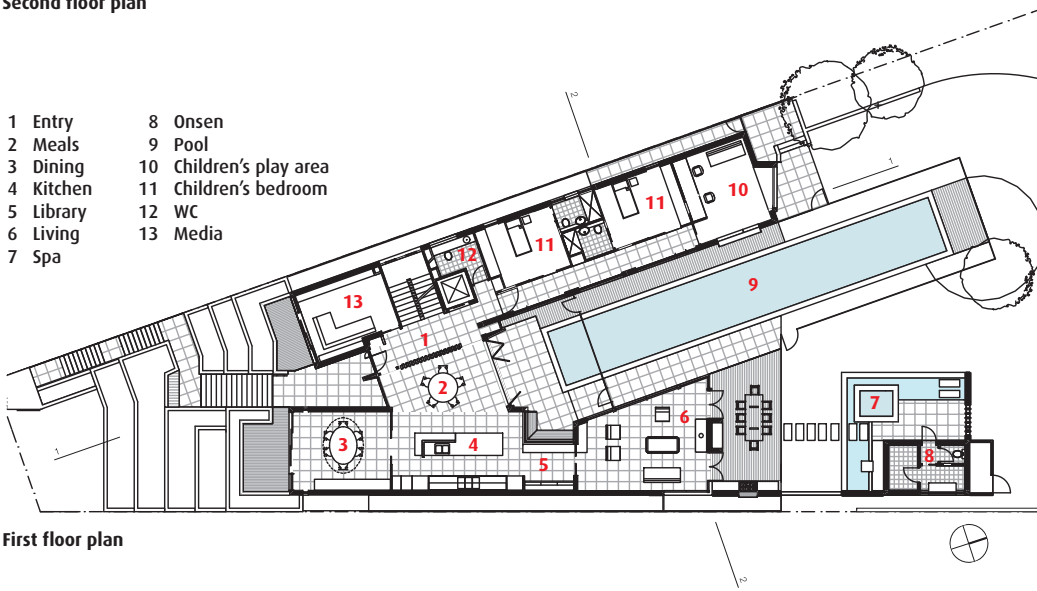 Second floor plan
1 Entry 8 Onsen
2 Meals 9 Pool
3 Dining 10 Children's play area
4 Kitchen 11 Children's bedroom
5 Library 12 WC
6 Living 13 Media
7 Spa
2
1
10
11
11
12
13
9
1
2
6
7
3
4
5
8
1
2
First floor plan